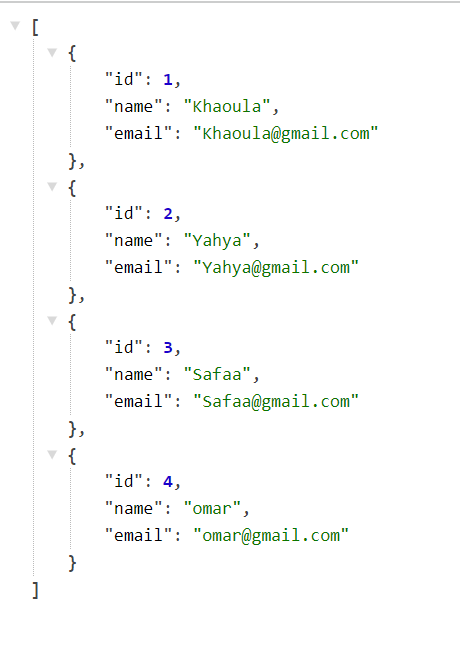 [
{
"id": 1,
"name": "Khaoula",
"email": "Khaoula@gmail.com"
},
{
"id": 2,
"name": "Yahya",
"email": "Yahya@gmail.com"
},
{
"id": 3,
"name": "Safaa",
"email": "Safaa@gmail.com"
},
{
"id": 4,
"name": "omar",
"email": "omar@gmail.com"
}
]